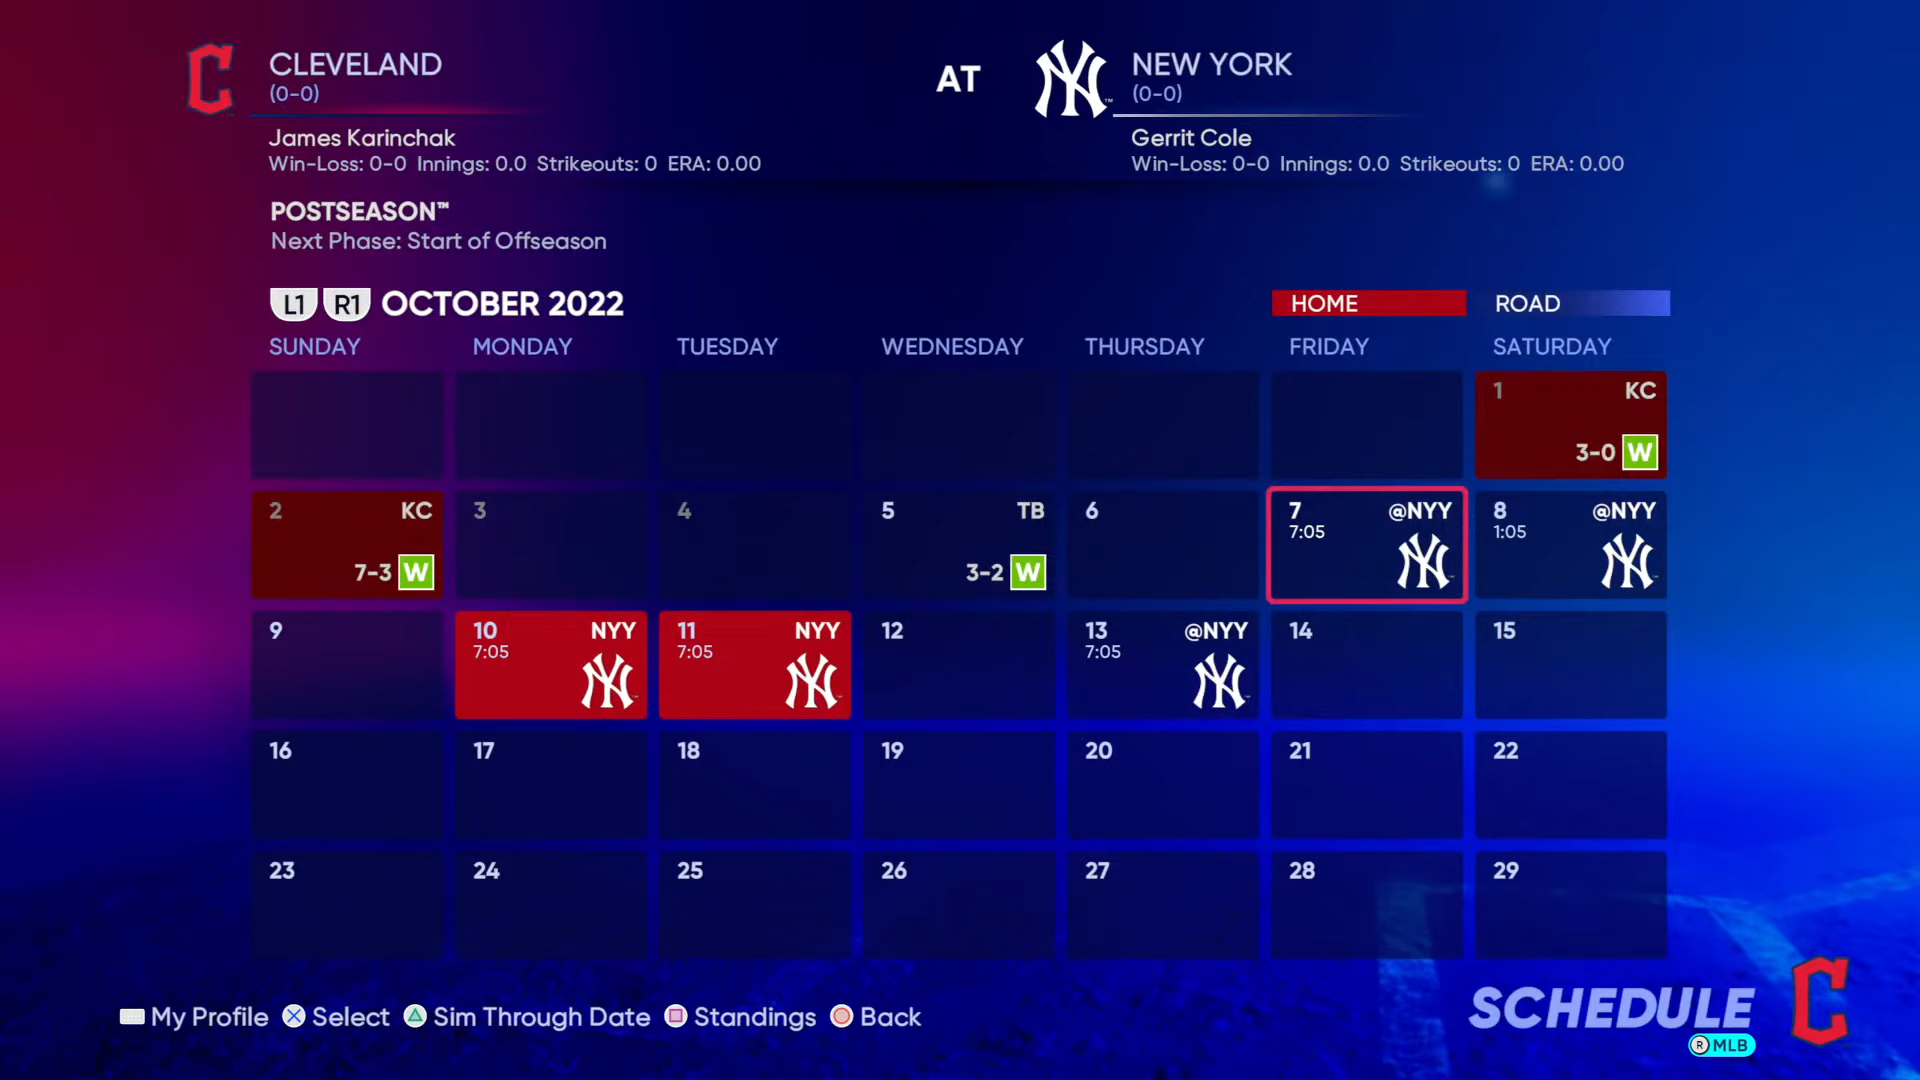 CLEVELAND
(0-0)
James Karinchak
Win-Loss: 0-0 Innings: 0.0 Strikeouts: 0 ERA: 0.00
AT
NEW YORK
(0-0)
Gerrit Cole
Win-Loss: 0-0 Innings: 0.0 Strikeouts: 0 ERA: 0.00
POSTSEASON™
Next Phase: Start of Offseason
L1 R1 OCTOBER 2022
HOME ROAD
SUNDAY MONDAY TUESDAY WEDNESDAY THURSDAY FRIDAY SATURDAY
1 KC
3-0 W
2 KC 3 4 5 TB 6 7 @NYY 8 @NYY
7:05 1:05
7-3 W 3-2 W
9 10 NYY 11 NYY 12 13 @NYY 14 15
7:05 7:05 7:05
16 17 18 19 20 21 22
23 24 25 26 27 28 29
My Profile Select Sim Through Date Standings Back
SCHEDULE
R MLB